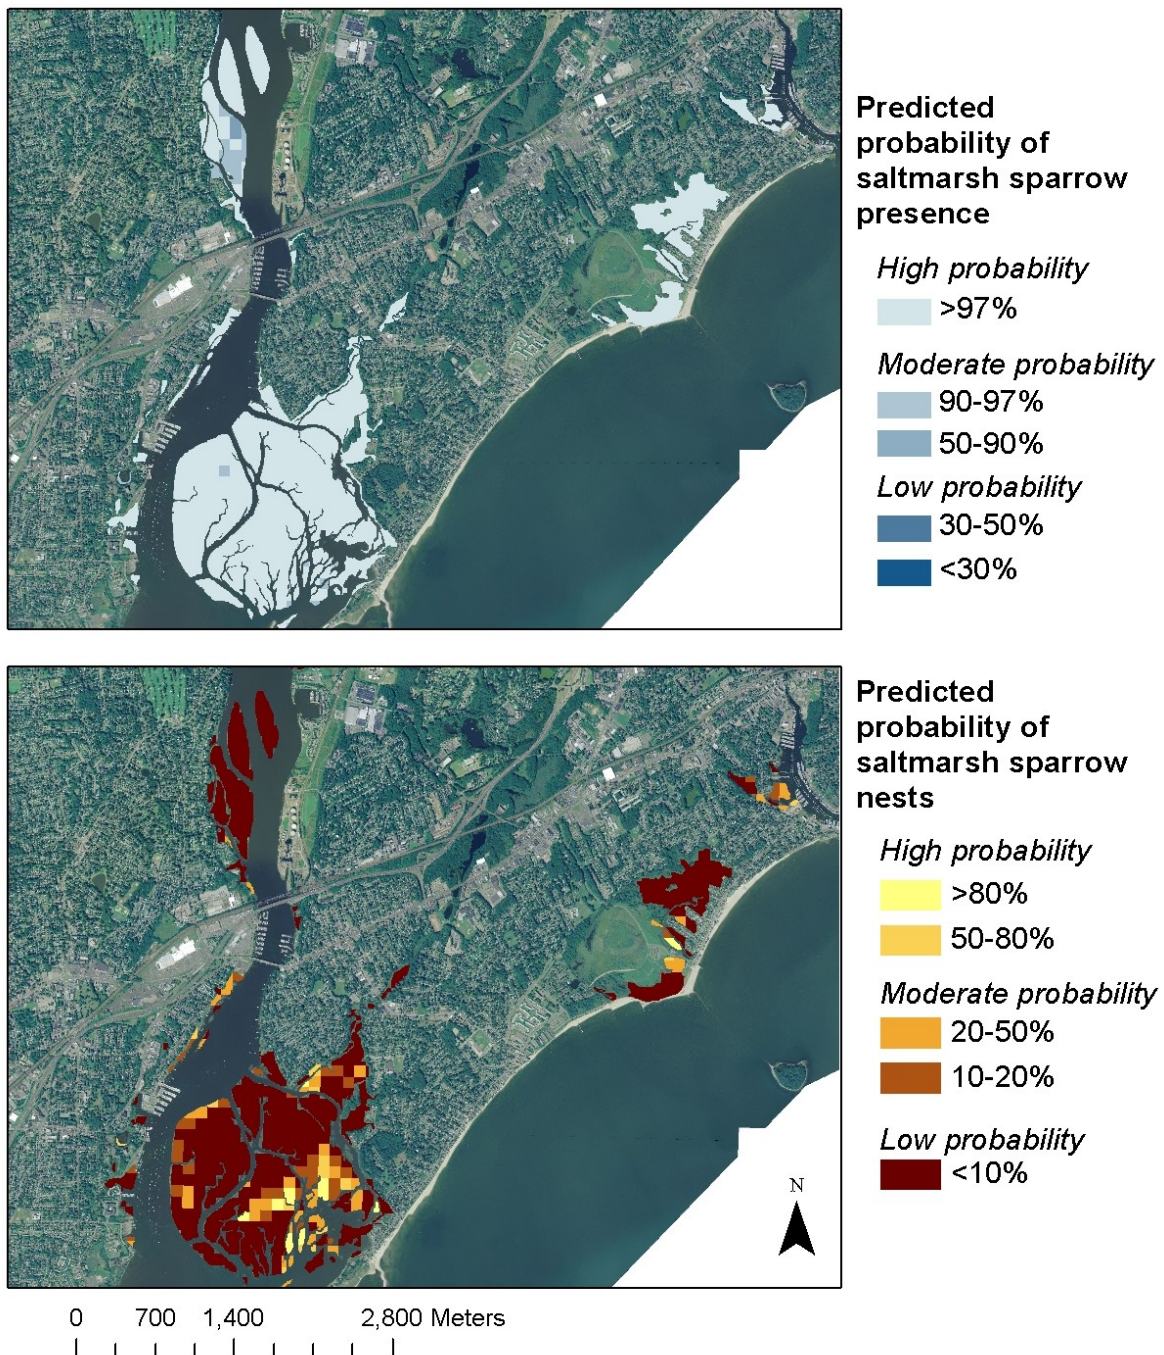 Predicted
probability of
saltmarsh sparrow
presence
High probability
>97%
Moderate probability
90-97%
50-90%
Low probability
30-50%
<30%
Predicted
probability of
saltmarsh sparrow
nests
High probability
>80%
50-80%
Moderate probability
20-50%
10-20%
Low probability
<10%
N
0 700 1,400 2,800 Meters